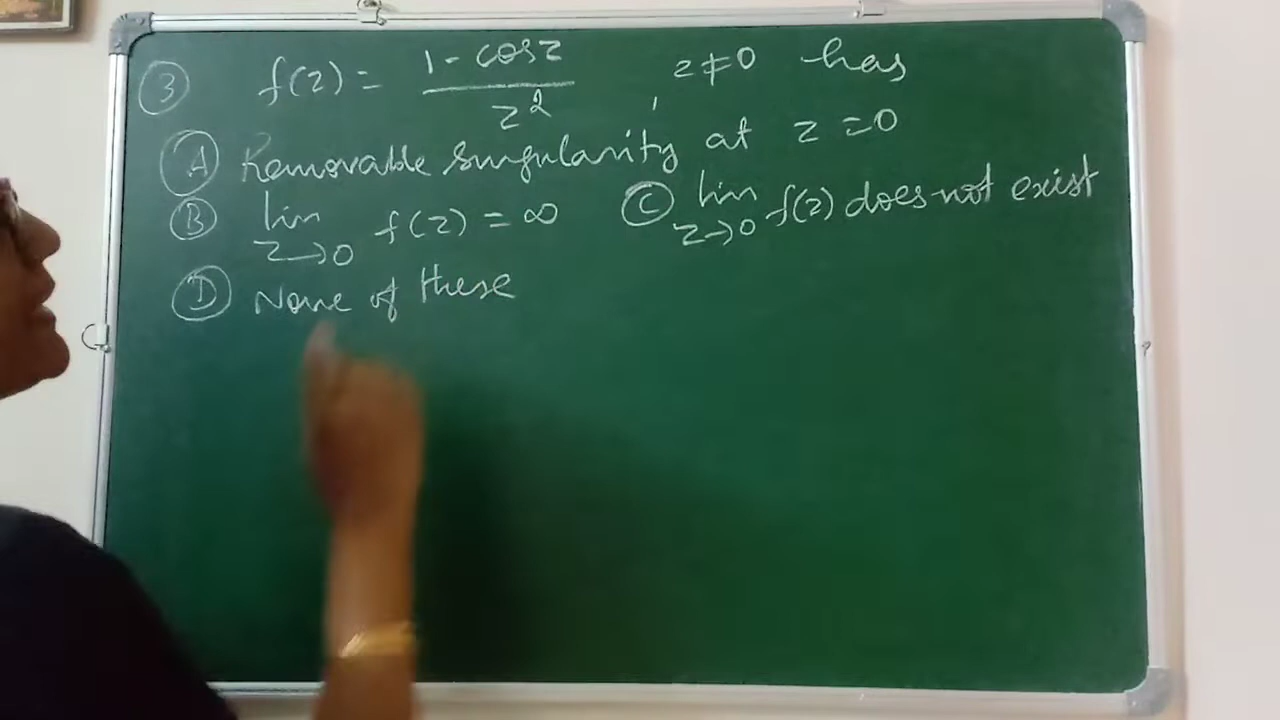 ③ f(z) = (1 - cosz)/z², z ≠ 0 has
Ⓐ Removable Singularity at z = 0
Ⓑ lim z→0 f(z) = ∞ Ⓒ lim z→0 f(z) does not exist
Ⓓ None of these